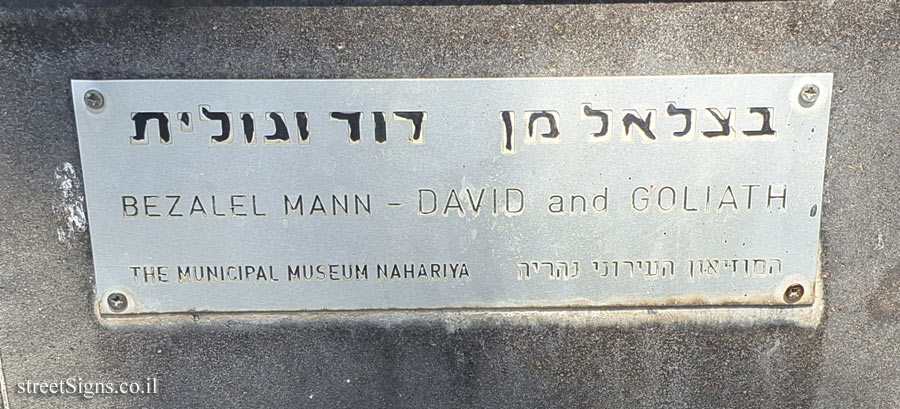 בצלאל מן דוד וגולית
BEZALEL MANN - DAVID and GOLIATH
THE MUNICIPAL MUSEUM NAHARIYA המוזיאון העירוני נהריה
streetSigns.co.il